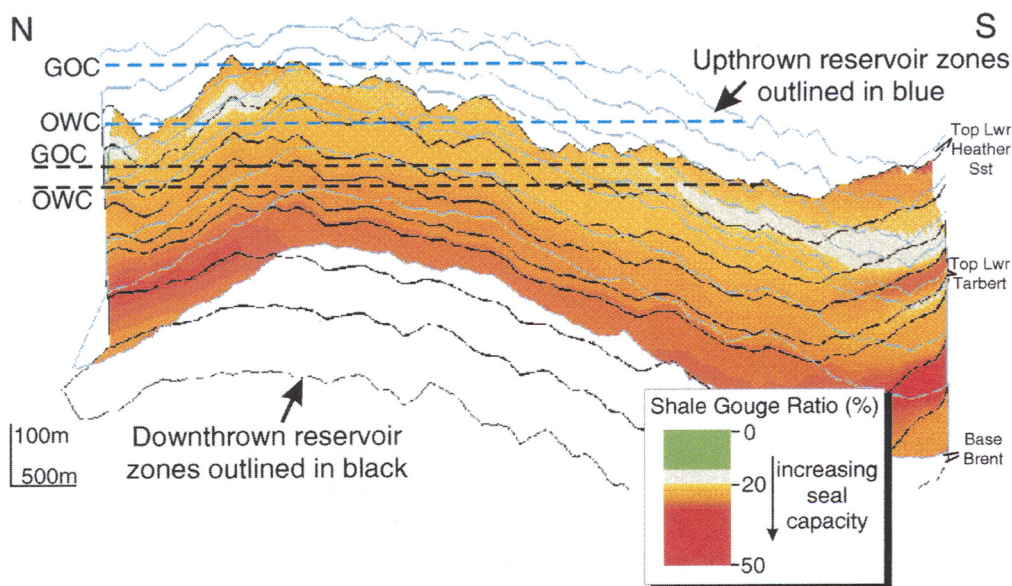 N
S
GOC
OWC
GOC
OWC
Upthrown reservoir zones
outlined in blue
Top Lwr
Heather
Sst
Top Lwr
Tarbert
Base
Brent
100m
500m
Downthrown reservoir
zones outlined in black
Shale Gouge Ratio (%)
0
20
50
increasing
seal
capacity